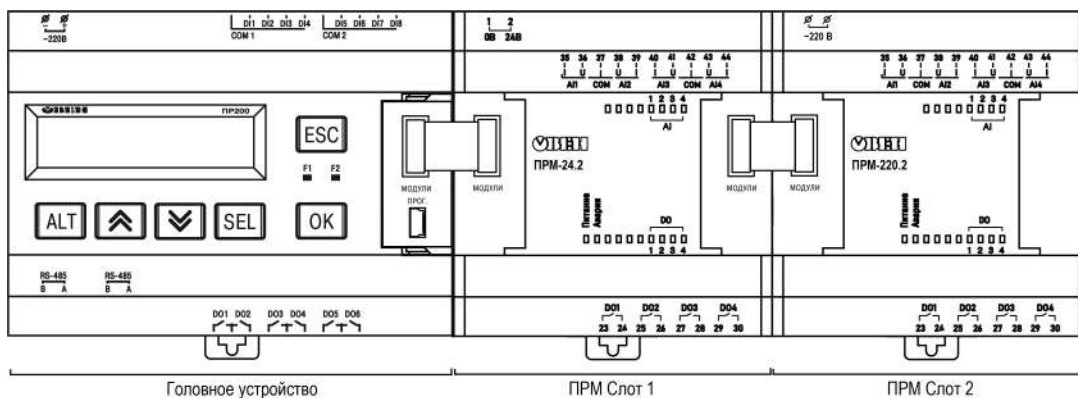 ~220В
DI1 DI2 DI3 DI4
COM 1
DI5 DI6 DI7 DI8
COM 2
ОВЕН
ПР200
ESC
F1 F2
ALT
SEL
OK
МОДУЛИ
ПРОГ.
RS-485
B A
RS-485
B A
DO1 DO2 DO3 DO4 DO5 DO6
Головное устройство
1 2
0В 24В
35 36 37 38 39 40 41 42 43 44
U U U U
AI1 COM AI2 AI3 COM AI4
1 2 3 4
AI
ОВЕН
ПРМ-24.2
МОДУЛИ
МОДУЛИ
Питание
Авария
DO
1 2 3 4
DO1 DO2 DO3 DO4
23 24 25 26 27 28 29 30
ПРМ Слот 1
~220 В
35 36 37 38 39 40 41 42 43 44
U U U U
AI1 COM AI2 AI3 COM AI4
1 2 3 4
AI
ОВЕН
ПРМ-220.2
МОДУЛИ
Питание
Авария
DO
1 2 3 4
DO1 DO2 DO3 DO4
23 24 25 26 27 28 29 30
ПРМ Слот 2